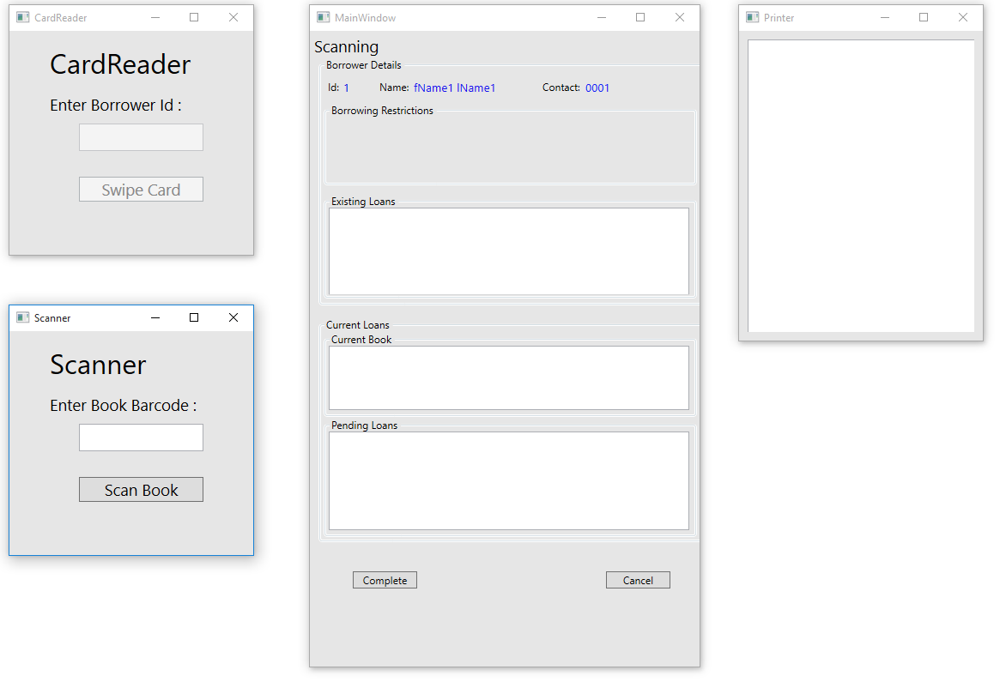 CardReader
CardReader
Enter Borrower Id :
Swipe Card
Scanner
Scanner
Enter Book Barcode :
Scan Book
MainWindow
Scanning
Borrower Details
Id: 1 Name: fName1 lName1 Contact: 0001
Borrowing Restrictions
Existing Loans
Current Loans
Current Book
Pending Loans
Complete Cancel
Printer